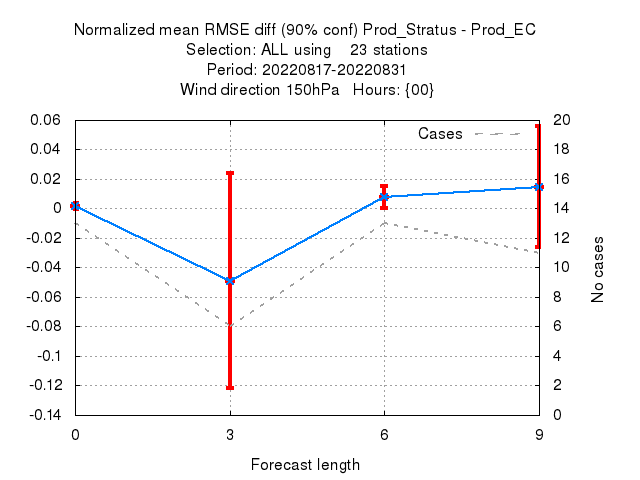 Normalized mean RMSE diff (90% conf) Prod_Stratus - Prod_EC
Selection: ALL using    23 stations
Period: 20220817-20220831
Wind direction 150hPa   Hours: {00}
Cases
0.06
0.04
0.02
0
-0.02
-0.04
-0.06
-0.08
-0.1
-0.12
-0.14
20
18
16
14
12
10
8
6
4
2
0
No cases
0 3 6 9
Forecast length